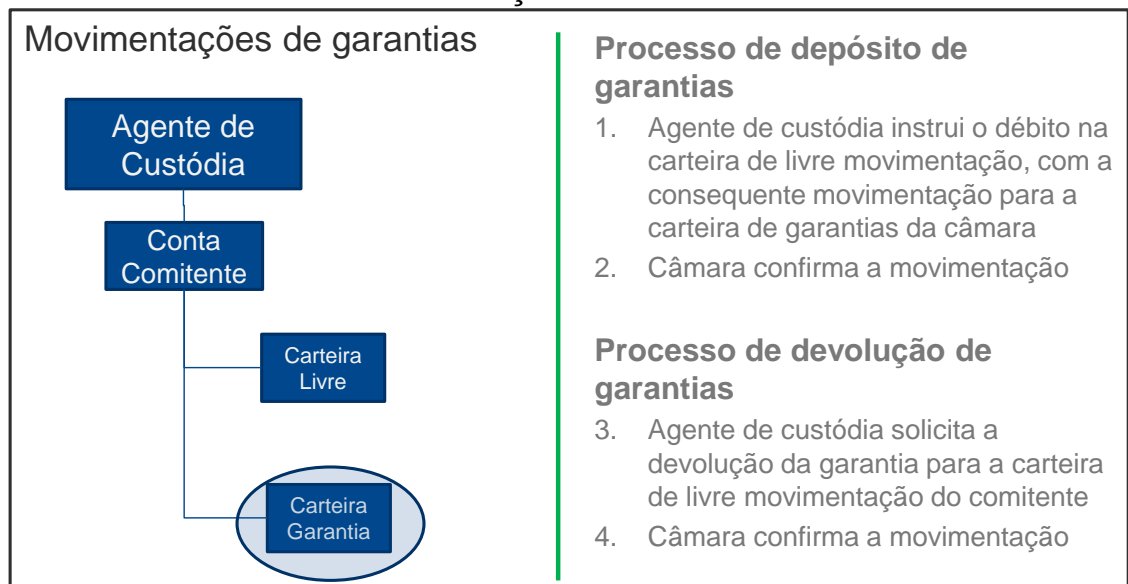 Movimentações de garantias
Agente de
Custódia
Conta
Comitente
Carteira
Livre
Carteira
Garantia
Processo de depósito de
garantias
1. Agente de custódia instrui o débito na
carteira de livre movimentação, com a
consequente movimentação para a
carteira de garantias da câmara
2. Câmara confirma a movimentação
Processo de devolução de
garantias
3. Agente de custódia solicita a
devolução da garantia para a carteira
de livre movimentação do comitente
4. Câmara confirma a movimentação